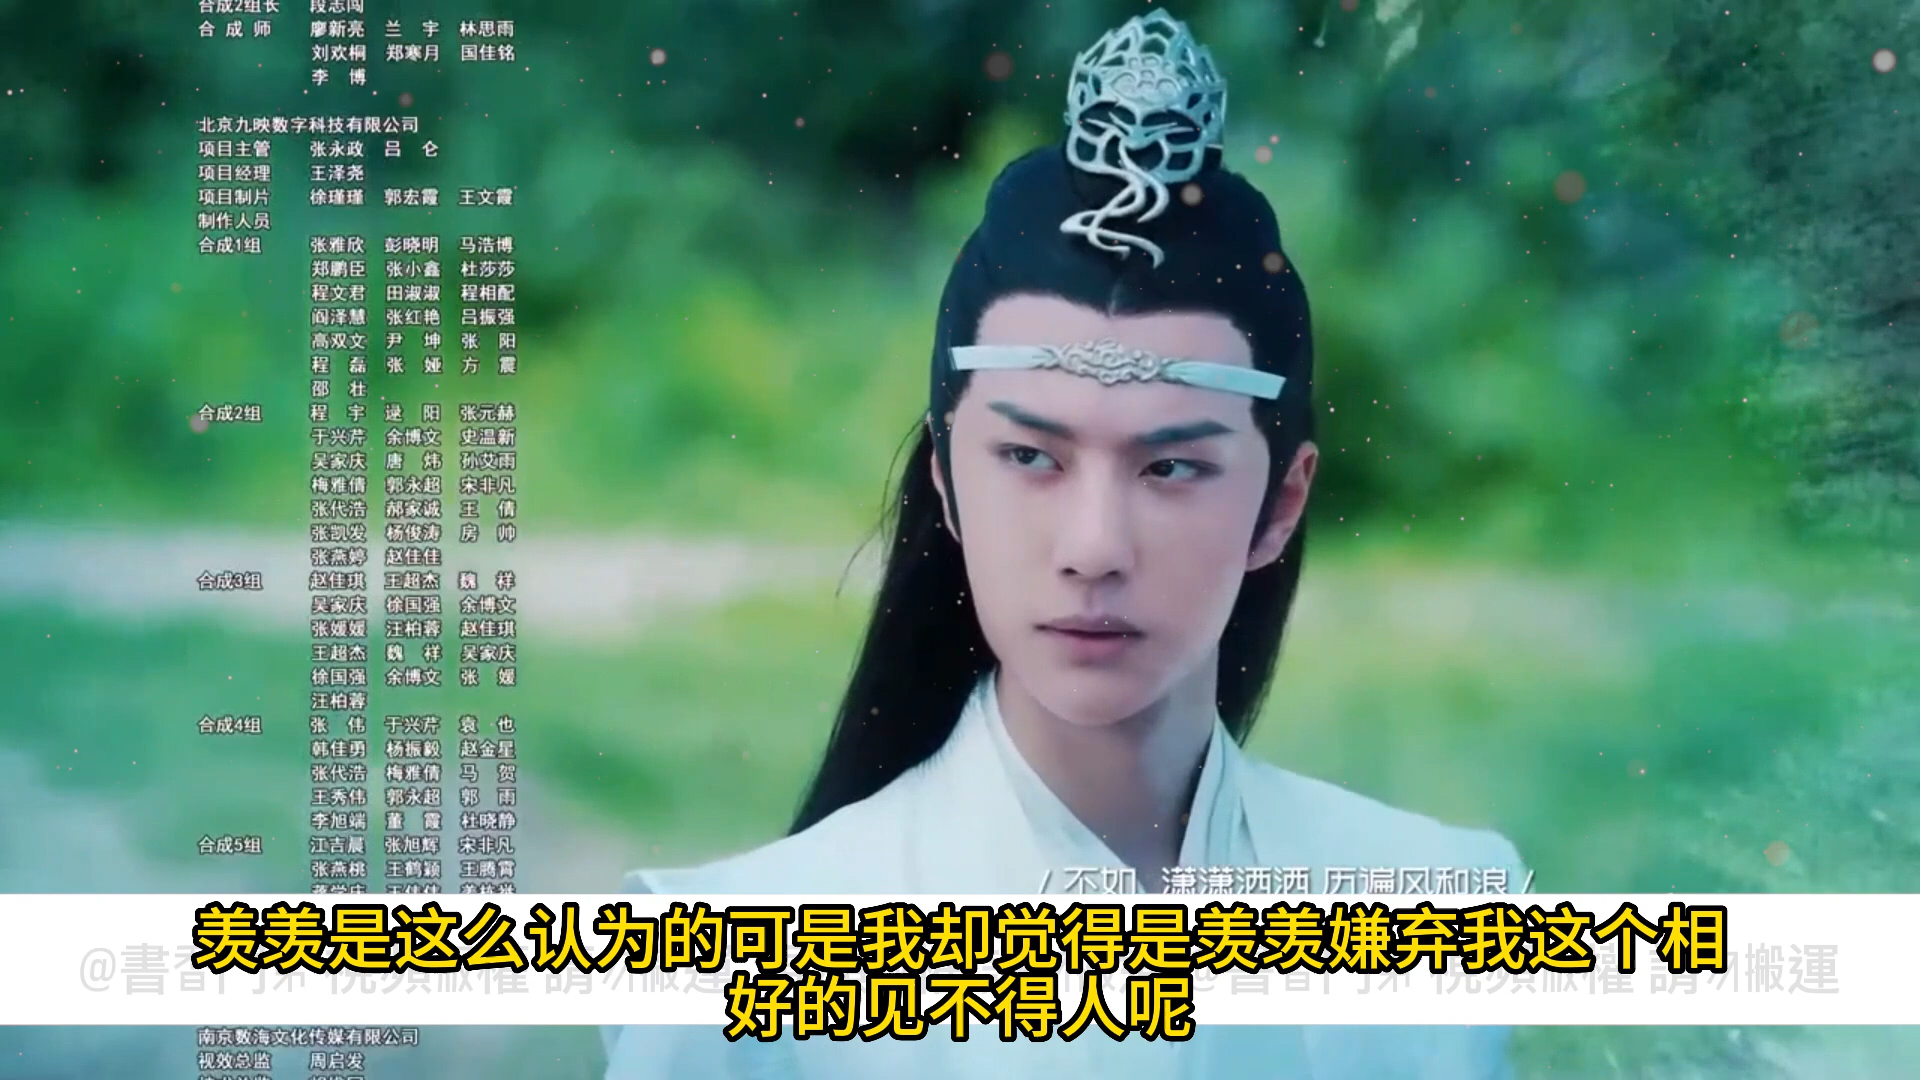 合成2组长 段志闯
合成师 廖新亮 兰宇 林思雨
刘欢桐 郑寒月 国佳铭
李博
北京九映数字科技有限公司
项目主管 张永政 吕仑
项目经理 王泽尧
项目制片 徐瑾瑾 郭宏霞 王文霞
制作人员
合成1组 张雅欣 彭晓明 马浩博
郑鹏臣 张小鑫 杜莎莎
程文君 田淑淑 程相配
阎泽慧 张红艳 吕振强
高双文 尹坤 张阳
程磊 张娅 方震
邵壮
合成2组 程宇 逯阳 张元赫
于兴芹 余博文 史温新
吴家庆 唐炜 孙艾雨
梅雅倩 郭永超 宋非凡
张代浩 郝家诚 王倩
张凯发 杨俊涛 房帅
张燕婷 赵佳佳
合成3组 赵佳琪 王超杰 魏样
吴家庆 徐国强 余博文
张媛媛 汪柏蓉 赵佳琪
王超杰 魏样 吴家庆
徐国强 余博文 张媛
汪柏蓉
合成4组 张伟 于兴芹 袁也
韩佳勇 杨振毅 赵金星
张代浩 梅雅倩 马贺
王秀伟 郭永超 郭雨
李旭端 董霞 杜晓静
合成5组 江吉晨 张旭辉 宋非凡
张燕桃 王鹤颖 王腾霄
/ 不如 潇潇洒洒 历遍风和浪 /
羡羡是这么认为的可是我却觉得是羡羡嫌弃我这个相
好的见不得人呢
南京数海文化传媒有限公司
视效总监 周启发